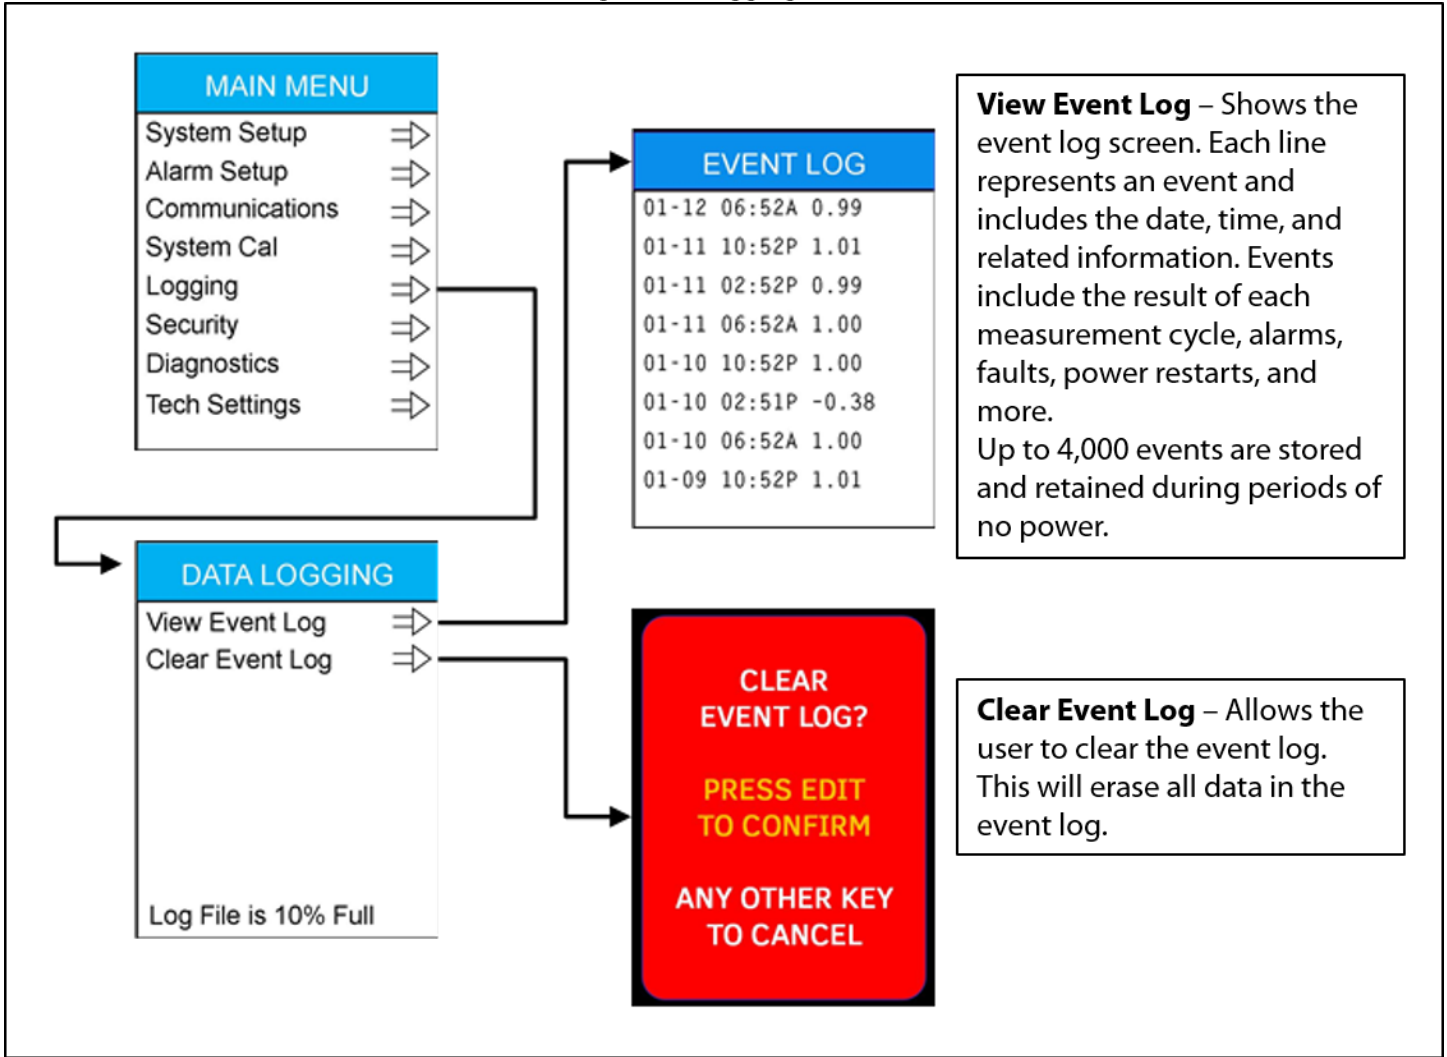 MAIN MENU
System Setup
Alarm Setup
Communications
System Cal
Logging
Security
Diagnostics
Tech Settings
DATA LOGGING
View Event Log
Clear Event Log
Log File is 10% Full
EVENT LOG
01-12 06:52A 0.99
01-11 10:52P 1.01
01-11 02:52P 0.99
01-11 06:52A 1.00
01-10 10:52P 1.00
01-10 02:51P -0.38
01-10 06:52A 1.00
01-09 10:52P 1.01
View Event Log – Shows the
event log screen. Each line
represents an event and
includes the date, time, and
related information. Events
include the result of each
measurement cycle, alarms,
faults, power restarts, and
more.
Up to 4,000 events are stored
and retained during periods of
no power.
CLEAR
EVENT LOG?
PRESS EDIT
TO CONFIRM
ANY OTHER KEY
TO CANCEL
Clear Event Log – Allows the
user to clear the event log.
This will erase all data in the
event log.